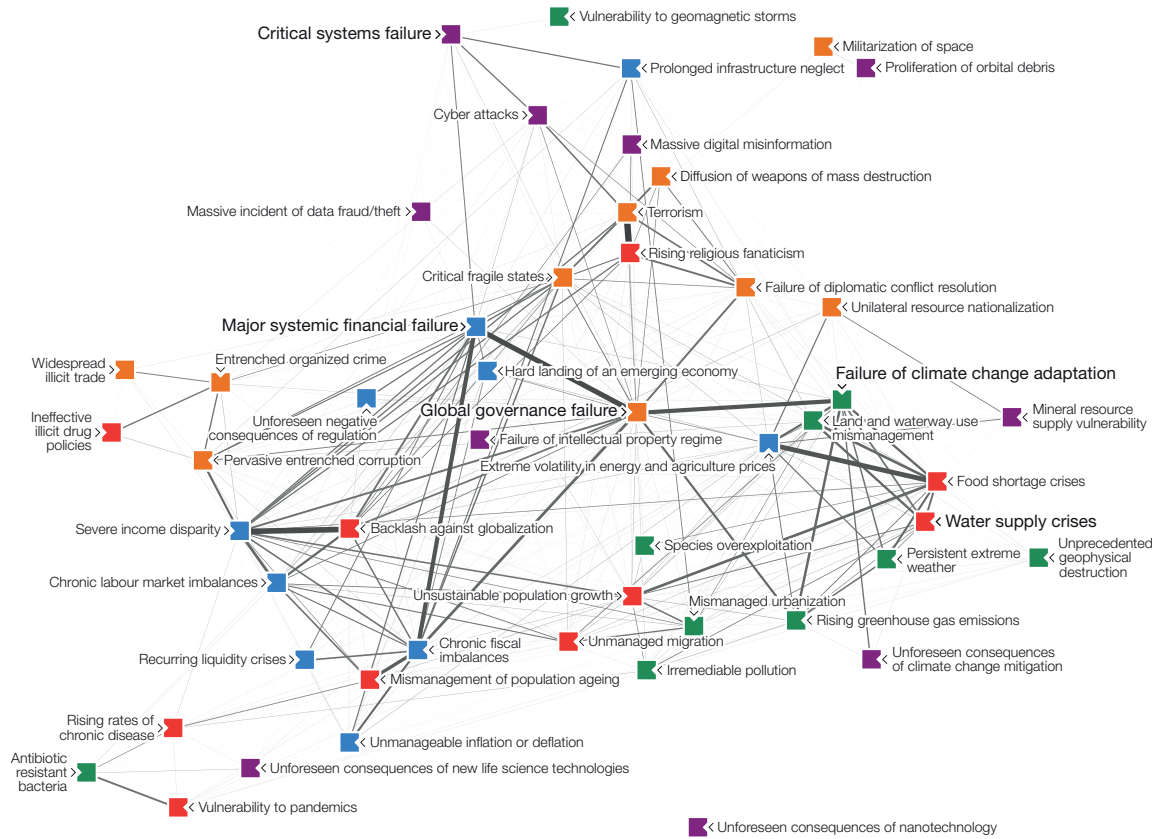 Vulnerability to geomagnetic storms
Critical systems failure
Militarization of space
Prolonged infrastructure neglect
Proliferation of orbital debris
Cyber attacks
Massive digital misinformation
Diffusion of weapons of mass destruction
Massive incident of data fraud/theft
Terrorism
Rising religious fanaticism
Critical fragile states
Failure of diplomatic conflict resolution
Unilateral resource nationalization
Major systemic financial failure
Widespread
illicit trade
Entrenched organized crime
Hard landing of an emerging economy
Failure of climate change adaptation
Ineffective
illicit drug
policies
Unforeseen negative
consequences of regulation
Global governance failure
Land and waterway use
mismanagement
Mineral resource
supply vulnerability
Failure of intellectual property regime
Pervasive entrenched corruption
Extreme volatility in energy and agriculture prices
Food shortage crises
Severe income disparity
Backlash against globalization
Water supply crises
Species overexploitation
Persistent extreme
weather
Unprecedented
geophysical
destruction
Chronic labour market imbalances
Unsustainable population growth
Mismanaged urbanization
Rising greenhouse gas emissions
Unmanaged migration
Chronic fiscal
imbalances
Recurring liquidity crises
Mismanagement of population ageing
Irremediable pollution
Unforeseen consequences
of climate change mitigation
Rising rates of
chronic disease
Unmanageable inflation or deflation
Antibiotic
resistant
bacteria
Unforeseen consequences of new life science technologies
Vulnerability to pandemics
Unforeseen consequences of nanotechnology